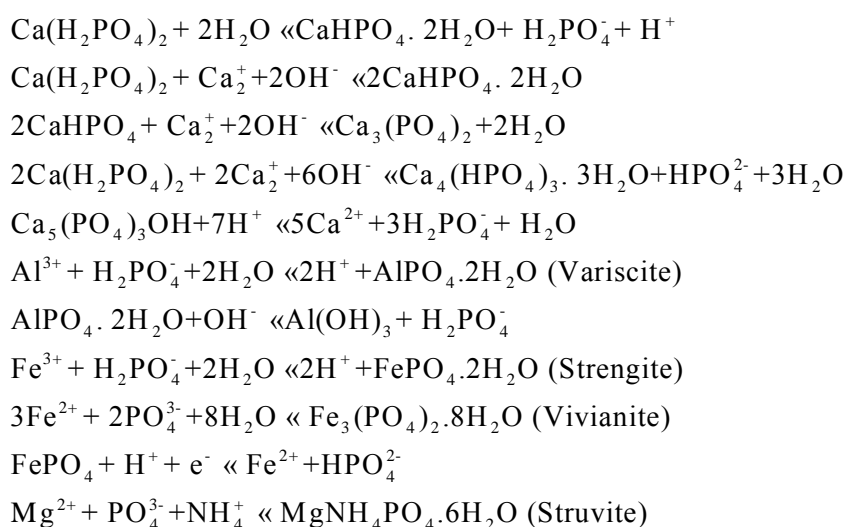 Ca(H₂PO₄)₂ + 2H₂O «CaHPO₄. 2H₂O+ H₂PO₄⁻ + H⁺
Ca(H₂PO₄)₂ + Ca₂⁺ +2OH⁻ «2CaHPO₄. 2H₂O
2CaHPO₄ + Ca₂⁺ +2OH⁻ «Ca₃(PO₄)₂+2H₂O
2Ca(H₂PO₄)₂ + 2Ca₂⁺ +6OH⁻ «Ca₄(HPO₄)₃. 3H₂O+HPO₄²⁻ +3H₂O
Ca₅(PO₄)₃OH+7H⁺ «5Ca²⁺ +3H₂PO₄⁻ + H₂O
Al³⁺ + H₂PO₄⁻ +2H₂O «2H⁺ +AlPO₄.2H₂O (Variscite)
AlPO₄. 2H₂O+OH⁻ «Al(OH)₃ + H₂PO₄⁻
Fe³⁺ + H₂PO₄⁻ +2H₂O «2H⁺ +FePO₄.2H₂O (Strengite)
3Fe²⁺ + 2PO₄³⁻ +8H₂O « Fe₃(PO₄)₂.8H₂O (Vivianite)
FePO₄ + H⁺ + e⁻ « Fe²⁺ +HPO₄²⁻
Mg²⁺ + PO₄³⁻ +NH₄⁺ « MgNH₄PO₄.6H₂O (Struvite)